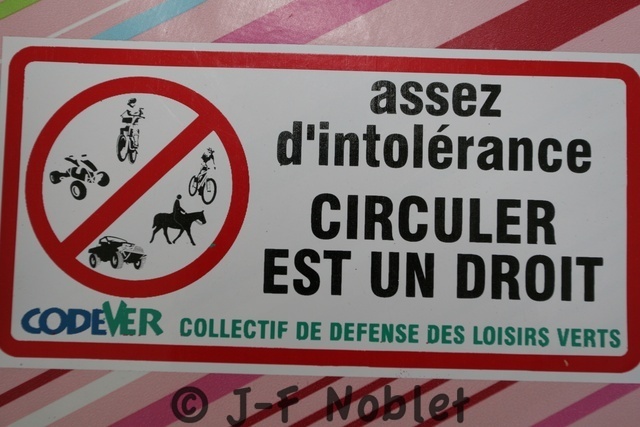 assez
d'intolérance
CIRCULER
EST UN DROIT
CODEVER COLLECTIF DE DEFENSE DES LOISIRS VERTS
© J-F Noblet